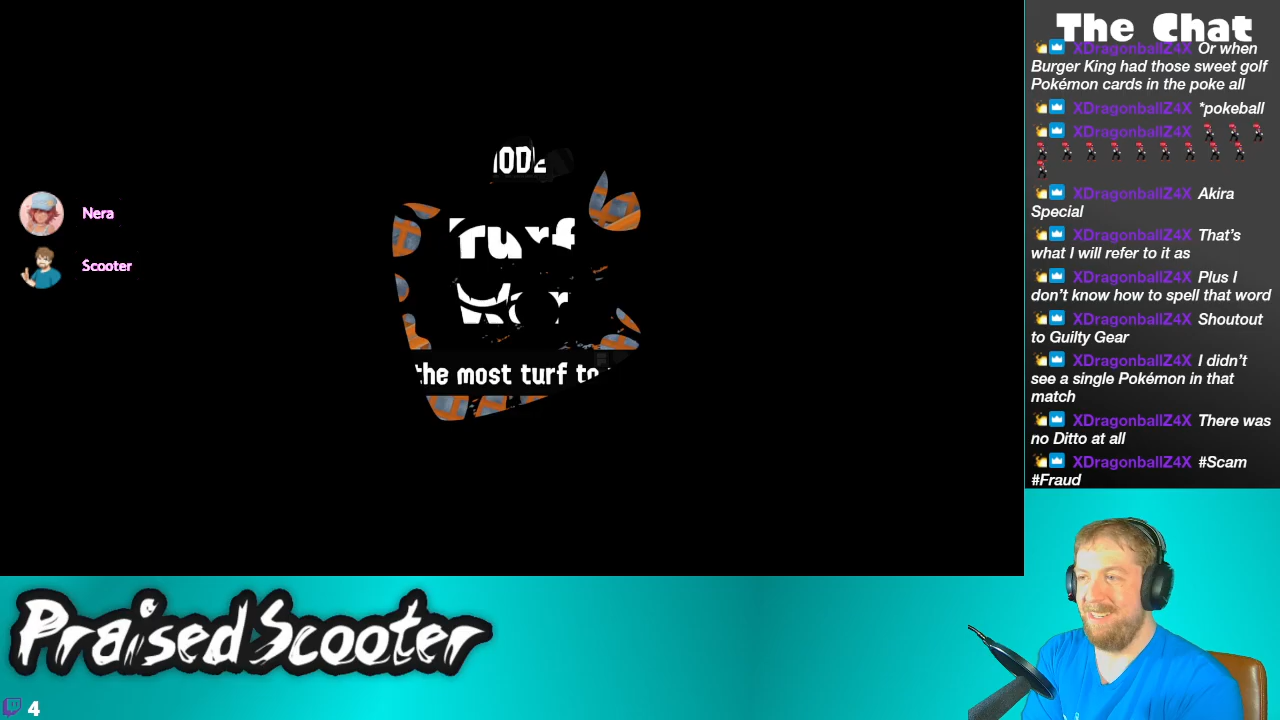 The Chat
XDragonballZ4X Or when
Burger King had those sweet golf
Pokémon cards in the poke all
XDragonballZ4X *pokeball
XDragonballZ4X
XDragonballZ4X Akira
Special
XDragonballZ4X That's
what I will refer to it as
XDragonballZ4X Plus I
don't know how to spell that word
XDragonballZ4X Shoutout
to Guilty Gear
XDragonballZ4X I didn't
see a single Pokémon in that
match
XDragonballZ4X There was
no Ditto at all
XDragonballZ4X #Scam
#Fraud
Nera
Scooter
Turf
the most turf to
PraisedScooter
4